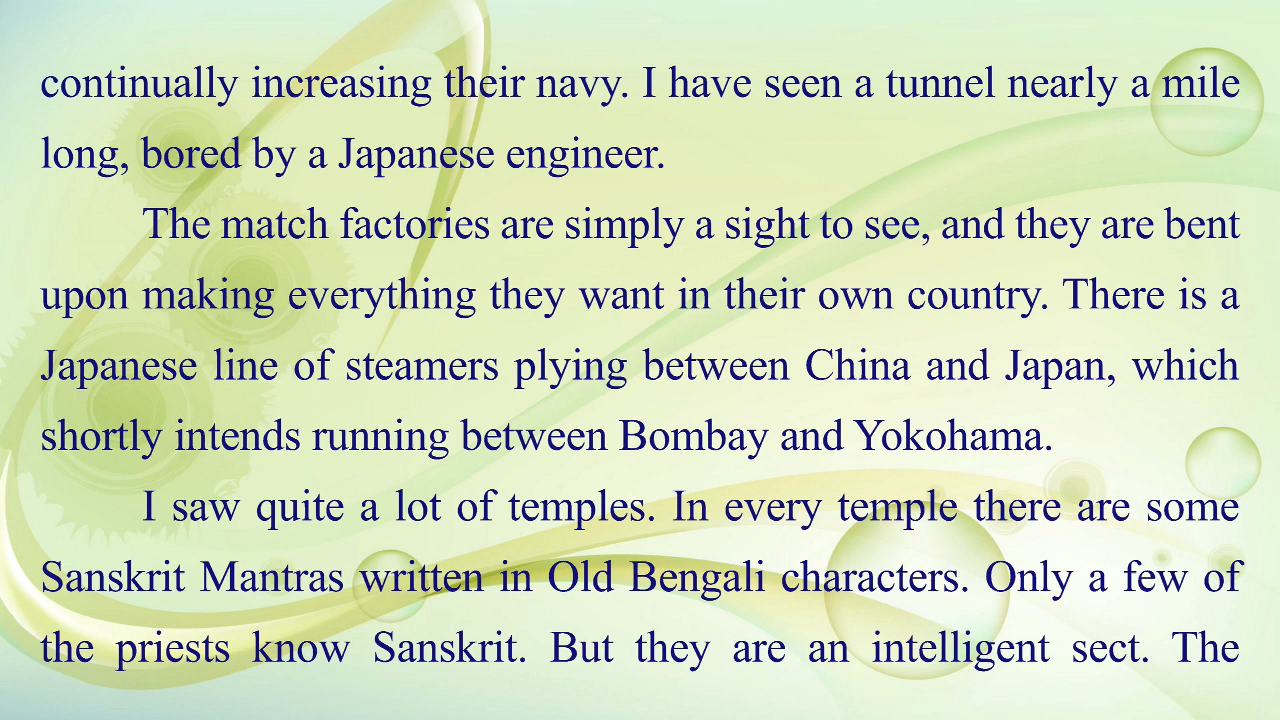 continually increasing their navy. I have seen a tunnel nearly a mile
long, bored by a Japanese engineer.
The match factories are simply a sight to see, and they are bent
upon making everything they want in their own country. There is a
Japanese line of steamers plying between China and Japan, which
shortly intends running between Bombay and Yokohama.
I saw quite a lot of temples. In every temple there are some
Sanskrit Mantras written in Old Bengali characters. Only a few of
the priests know Sanskrit. But they are an intelligent sect. The